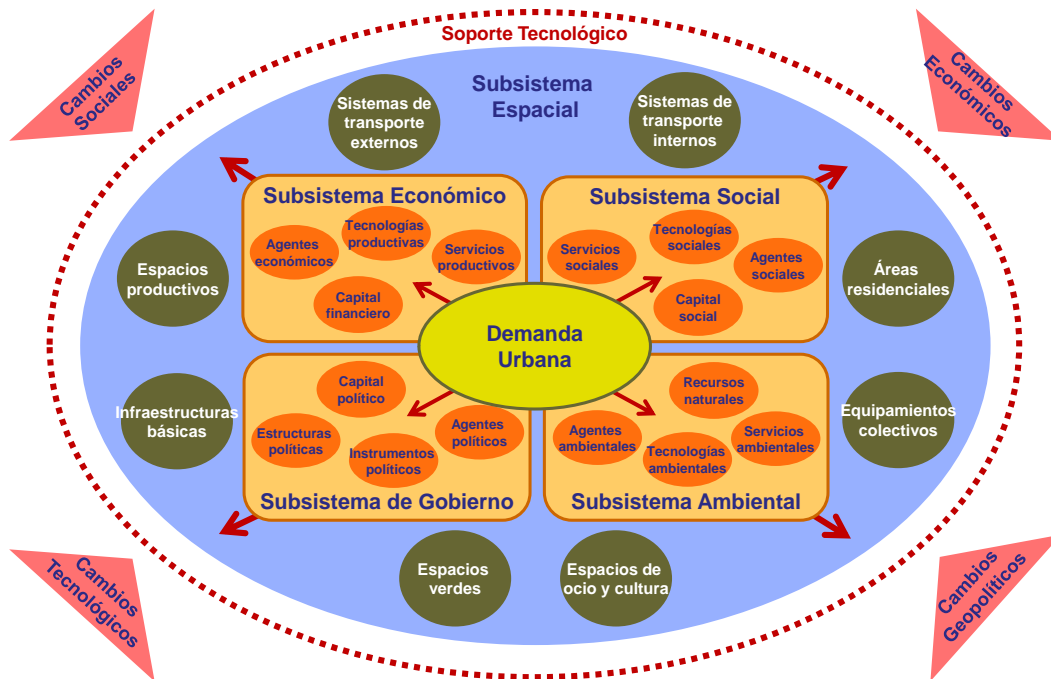 Soporte Tecnológico
Cambios
Sociales
Cambios
Económicos
Subsistema
Espacial
Sistemas de
transporte
externos
Sistemas de
transporte
internos
Subsistema Económico
Tecnologías
productivas
Agentes
económicos
Servicios
productivos
Capital
financiero
Subsistema Social
Tecnologías
sociales
Servicios
sociales
Agentes
sociales
Capital
social
Espacios
productivos
Áreas
residenciales
Demanda
Urbana
Infraestructuras
básicas
Equipamientos
colectivos
Capital
político
Agentes
políticos
Estructuras
políticas
Instrumentos
políticos
Subsistema de Gobierno
Recursos
naturales
Agentes
ambientales
Servicios
ambientales
Tecnologías
ambientales
Subsistema Ambiental
Espacios
verdes
Espacios de
ocio y cultura
Cambios
Tecnológicos
Cambios
Geopolíticos